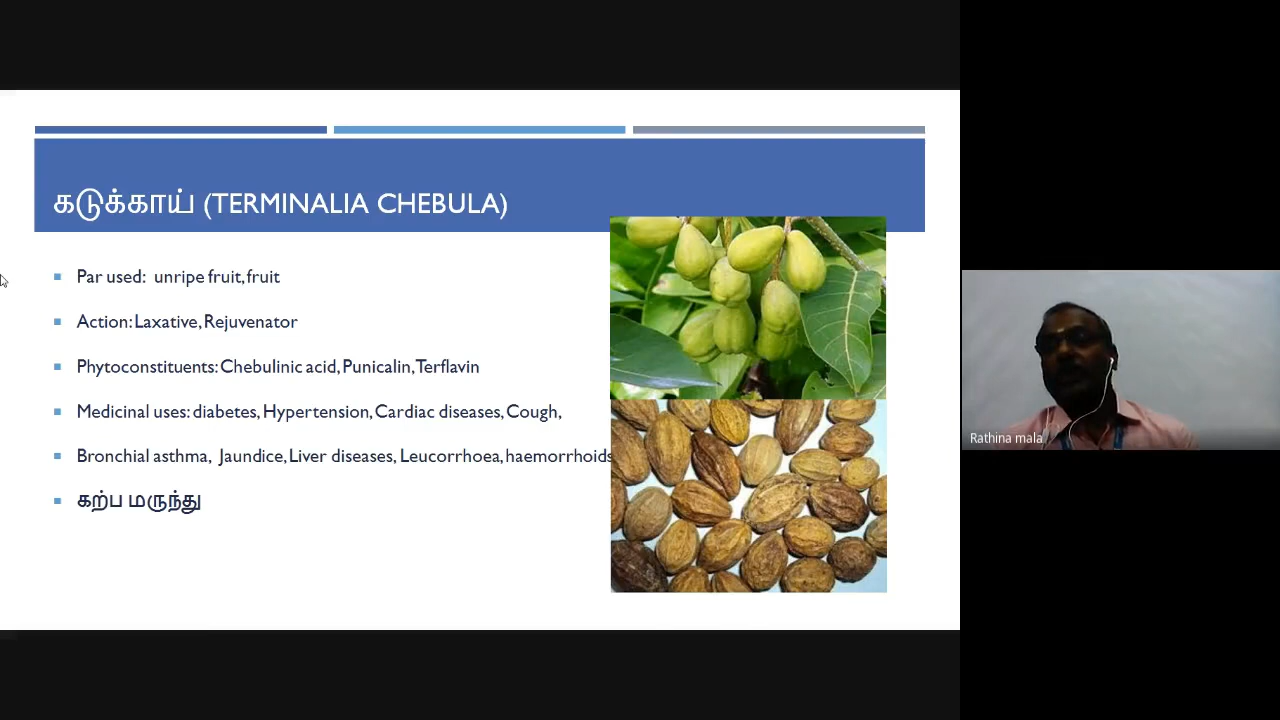 கடுக்காய் (TERMINALIA CHEBULA)
Par used: unripe fruit, fruit
Action: Laxative, Rejuvenator
Phytoconstituents: Chebulinic acid, Punicalin, Terflavin
Medicinal uses: diabetes, Hypertension, Cardiac diseases, Cough,
Bronchial asthma, Jaundice, Liver diseases, Leucorrhoea, haemorrhoids
கற்ப மருந்து
Rathina mala